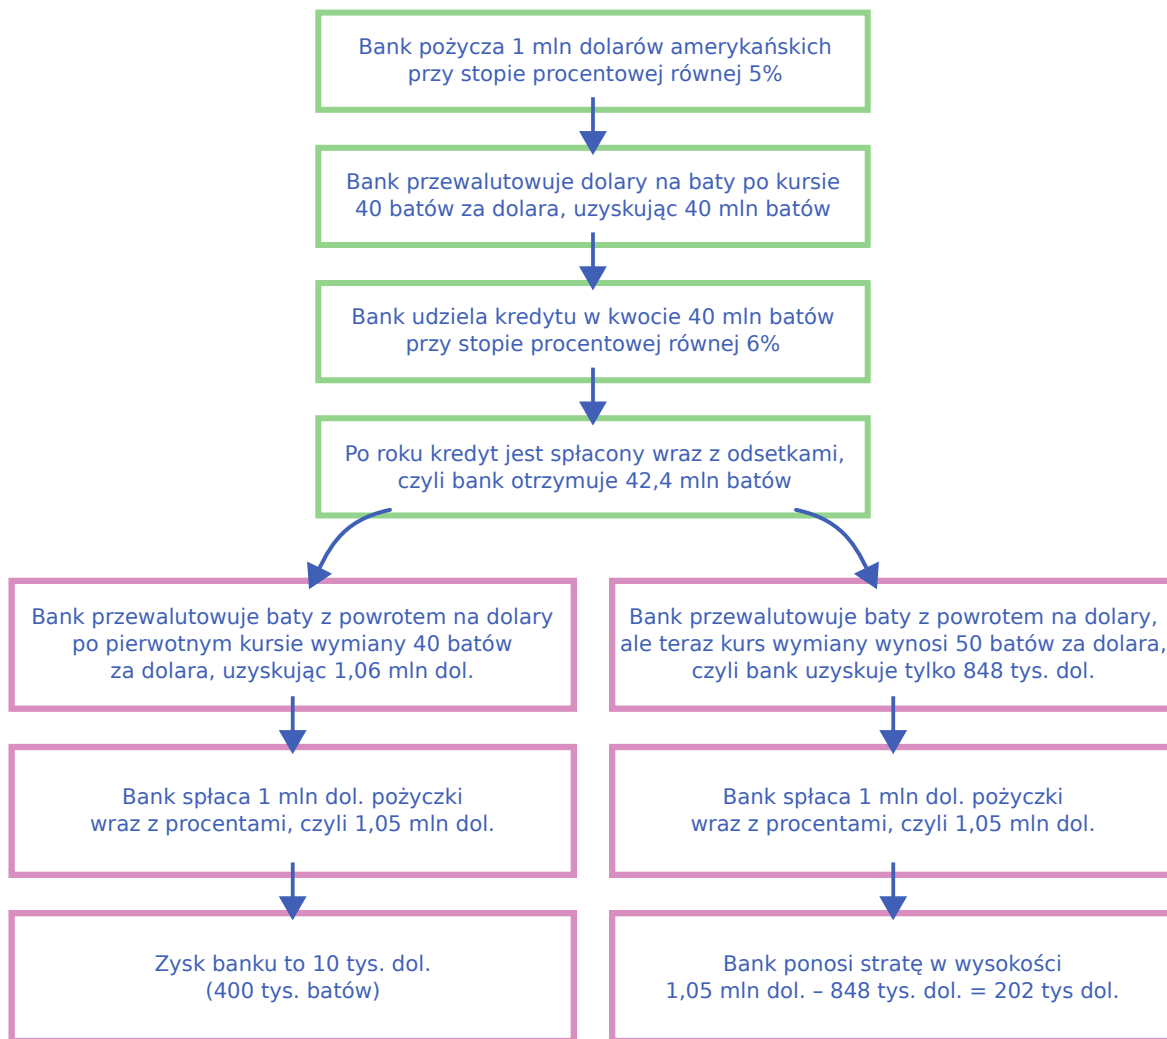 Bank pożycza 1 mln dolarów amerykańskich
przy stopie procentowej równej 5%
Bank przewalutowuje dolary na baty po kursie
40 batów za dolara, uzyskując 40 mln batów
Bank udziela kredytu w kwocie 40 mln batów
przy stopie procentowej równej 6%
Po roku kredyt jest spłacony wraz z odsetkami,
czyli bank otrzymuje 42,4 mln batów
Bank przewalutowuje baty z powrotem na dolary
po pierwotnym kursie wymiany 40 batów
za dolara, uzyskując 1,06 mln dol.
Bank spłaca 1 mln dol. pożyczki
wraz z procentami, czyli 1,05 mln dol.
Zysk banku to 10 tys. dol.
(400 tys. batów)
Bank przewalutowuje baty z powrotem na dolary,
ale teraz kurs wymiany wynosi 50 batów za dolara,
czyli bank uzyskuje tylko 848 tys. dol.
Bank spłaca 1 mln dol. pożyczki
wraz z procentami, czyli 1,05 mln dol.
Bank ponosi stratę w wysokości
1,05 mln dol. – 848 tys. dol. = 202 tys dol.